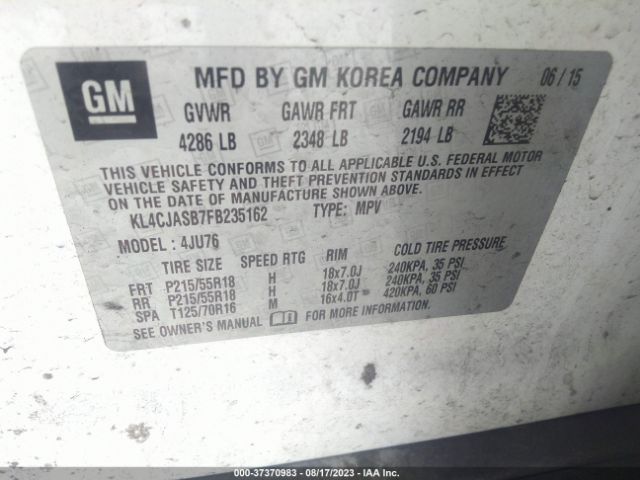 GM
MFD BY GM KOREA COMPANY 06/15
GVWR GAWR FRT GAWR RR
4286 LB 2348 LB 2194 LB
THIS VEHICLE CONFORMS TO ALL APPLICABLE U.S. FEDERAL MOTOR
VEHICLE SAFETY AND THEFT PREVENTION STANDARDS IN EFFECT
ON THE DATE OF MANUFACTURE SHOWN ABOVE.
KL4CJASB7FB235162 TYPE: MPV
MODEL: 4JU76
TIRE SIZE SPEED RTG RIM COLD TIRE PRESSURE
FRT P215/55R18 H 18x7.0J 240KPA, 35 PSI
RR P215/55R18 H 18x7.0J 240KPA, 35 PSI
SPA T125/70R16 M 16x4.0T 420KPA, 60 PSI
SEE OWNER'S MANUAL FOR MORE INFORMATION.
000-37370983 - 08/17/2023 - IAA Inc.